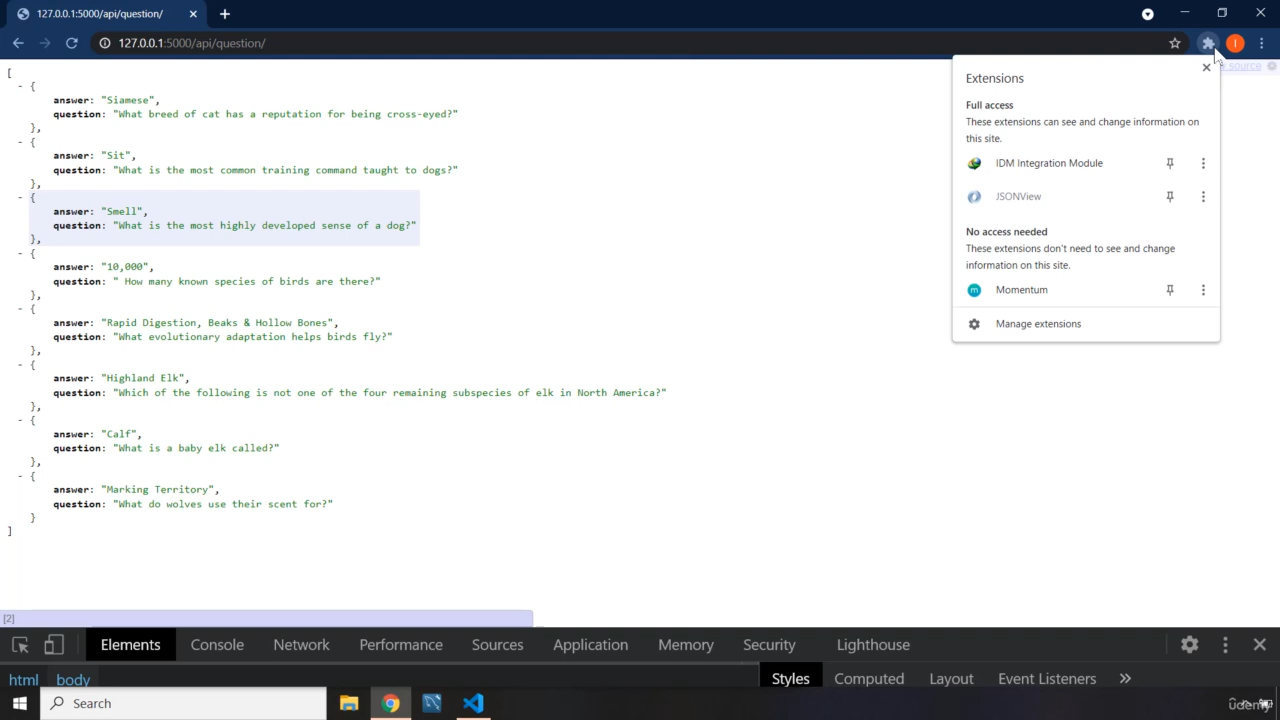 127.0.0.1:5000/api/question/
127.0.0.1:5000/api/question/
source
[
- {
answer: "Siamese",
question: "What breed of cat has a reputation for being cross-eyed?"
},
- {
answer: "Sit",
question: "What is the most common training command taught to dogs?"
},
- {
answer: "Smell",
question: "What is the most highly developed sense of a dog?"
},
- {
answer: "10,000",
question: " How many known species of birds are there?"
},
- {
answer: "Rapid Digestion, Beaks & Hollow Bones",
question: "What evolutionary adaptation helps birds fly?"
},
- {
answer: "Highland Elk",
question: "Which of the following is not one of the four remaining subspecies of elk in North America?"
},
- {
answer: "Calf",
question: "What is a baby elk called?"
},
- {
answer: "Marking Territory",
question: "What do wolves use their scent for?"
}
]
Extensions
Full access
These extensions can see and change information on
this site.
IDM Integration Module
JSONView
No access needed
These extensions don't need to see and change
information on this site.
m Momentum
Manage extensions
[2]
Elements Console Network Performance Sources Application Memory Security Lighthouse
html body
Styles Computed Layout Event Listeners »
Search
udemy